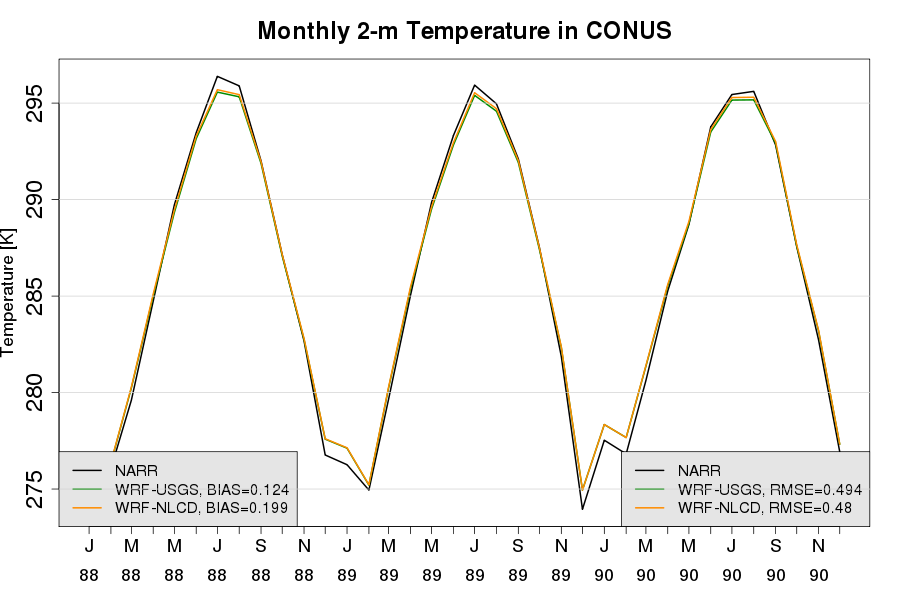 Monthly 2-m Temperature in CONUS
Temperature [K]
295
290
285
280
275
NARR
WRF-USGS, BIAS=0.124
WRF-NLCD, BIAS=0.199
NARR
WRF-USGS, RMSE=0.494
WRF-NLCD, RMSE=0.48
J M M J S N J M M J S N J M M J S N
88 88 88 88 88 88 89 89 89 89 89 89 90 90 90 90 90 90